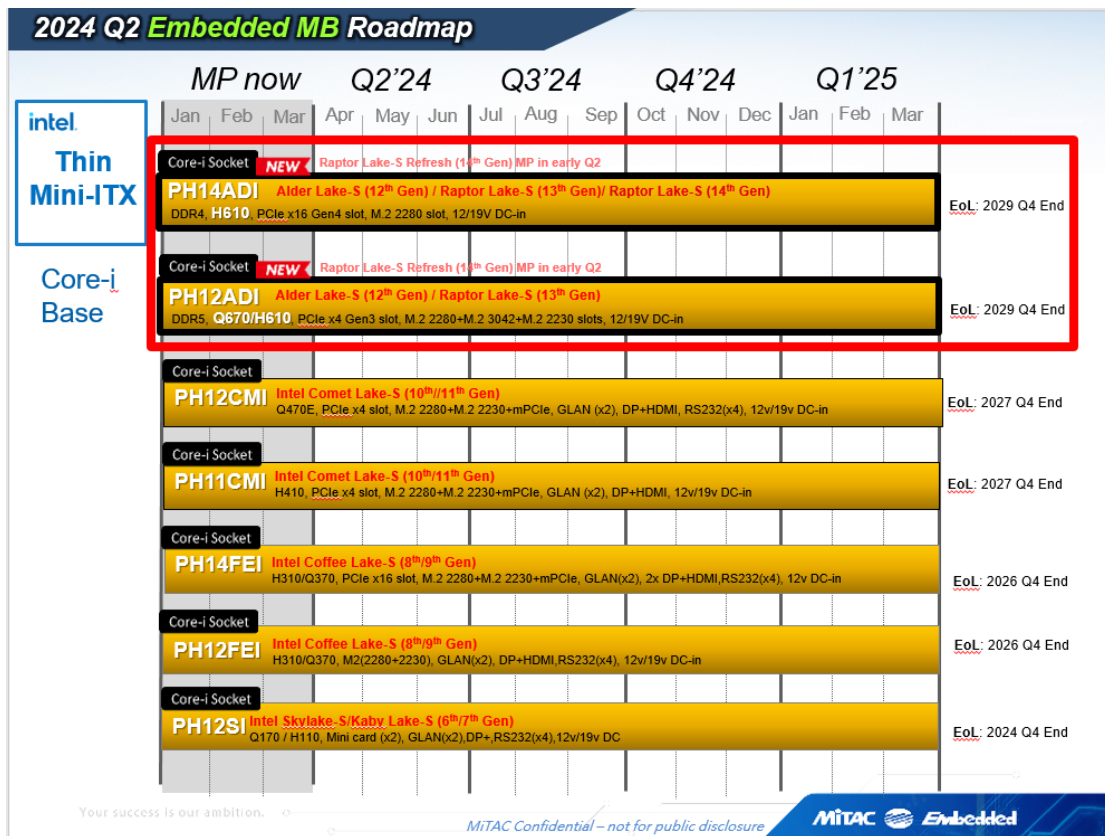 2024 Q2 Embedded MB Roadmap
MP now Q2'24 Q3'24 Q4'24 Q1'25
Jan Feb Mar Apr May Jun Jul Aug Sep Oct Nov Dec Jan Feb Mar
intel.
Thin
Mini-ITX
Core-i
Base
Core-i Socket NEW Raptor Lake-S Refresh (14th Gen) MP in early Q2
PH14ADI Alder Lake-S (12th Gen) / Raptor Lake-S (13th Gen)/ Raptor Lake-S (14th Gen)
DDR4, H610, PCIe x16 Gen4 slot, M.2 2280 slot, 12/19V DC-in
EoL: 2029 Q4 End
Core-i Socket NEW Raptor Lake-S Refresh (14th Gen) MP in early Q2
PH12ADI Alder Lake-S (12th Gen) / Raptor Lake-S (13th Gen)
DDR5, Q670/H610, PCIe x4 Gen3 slot, M.2 2280+M.2 3042+M.2 2230 slots, 12/19V DC-in
EoL: 2029 Q4 End
Core-i Socket
PH12CMI Intel Comet Lake-S (10th//11th Gen)
Q470E, PCIe x4 slot, M.2 2280+M.2 2230+mPCIe, GLAN (x2), DP+HDMI, RS232(x4), 12v/19v DC-in
EoL: 2027 Q4 End
Core-i Socket
PH11CMI Intel Comet Lake-S (10th/11th Gen)
H410, PCIe x4 slot, M.2 2280+M.2 2230+mPCIe, GLAN (x2), DP+HDMI, 12v/19v DC-in
EoL: 2027 Q4 End
Core-i Socket
PH14FEI Intel Coffee Lake-S (8th/9th Gen)
H310/Q370, PCIe x16 slot, M.2 2280+M.2 2230+mPCIe, GLAN(x2), 2x DP+HDMI,RS232(x4), 12v DC-in
EoL: 2026 Q4 End
Core-i Socket
PH12FEI Intel Coffee Lake-S (8th/9th Gen)
H310/Q370, M2(2280+2230), GLAN(x2), DP+HDMI,RS232(x4), 12v/19v DC-in
EoL: 2026 Q4 End
Core-i Socket
PH12SI Intel Skylake-S/Kaby Lake-S (6th/7th Gen)
Q170 / H110, Mini card (x2), GLAN(x2),DP+,RS232(x4),12v/19v DC
EoL: 2024 Q4 End
Your success is our ambition.
MiTAC Confidential – not for public disclosure
MiTAC Embedded